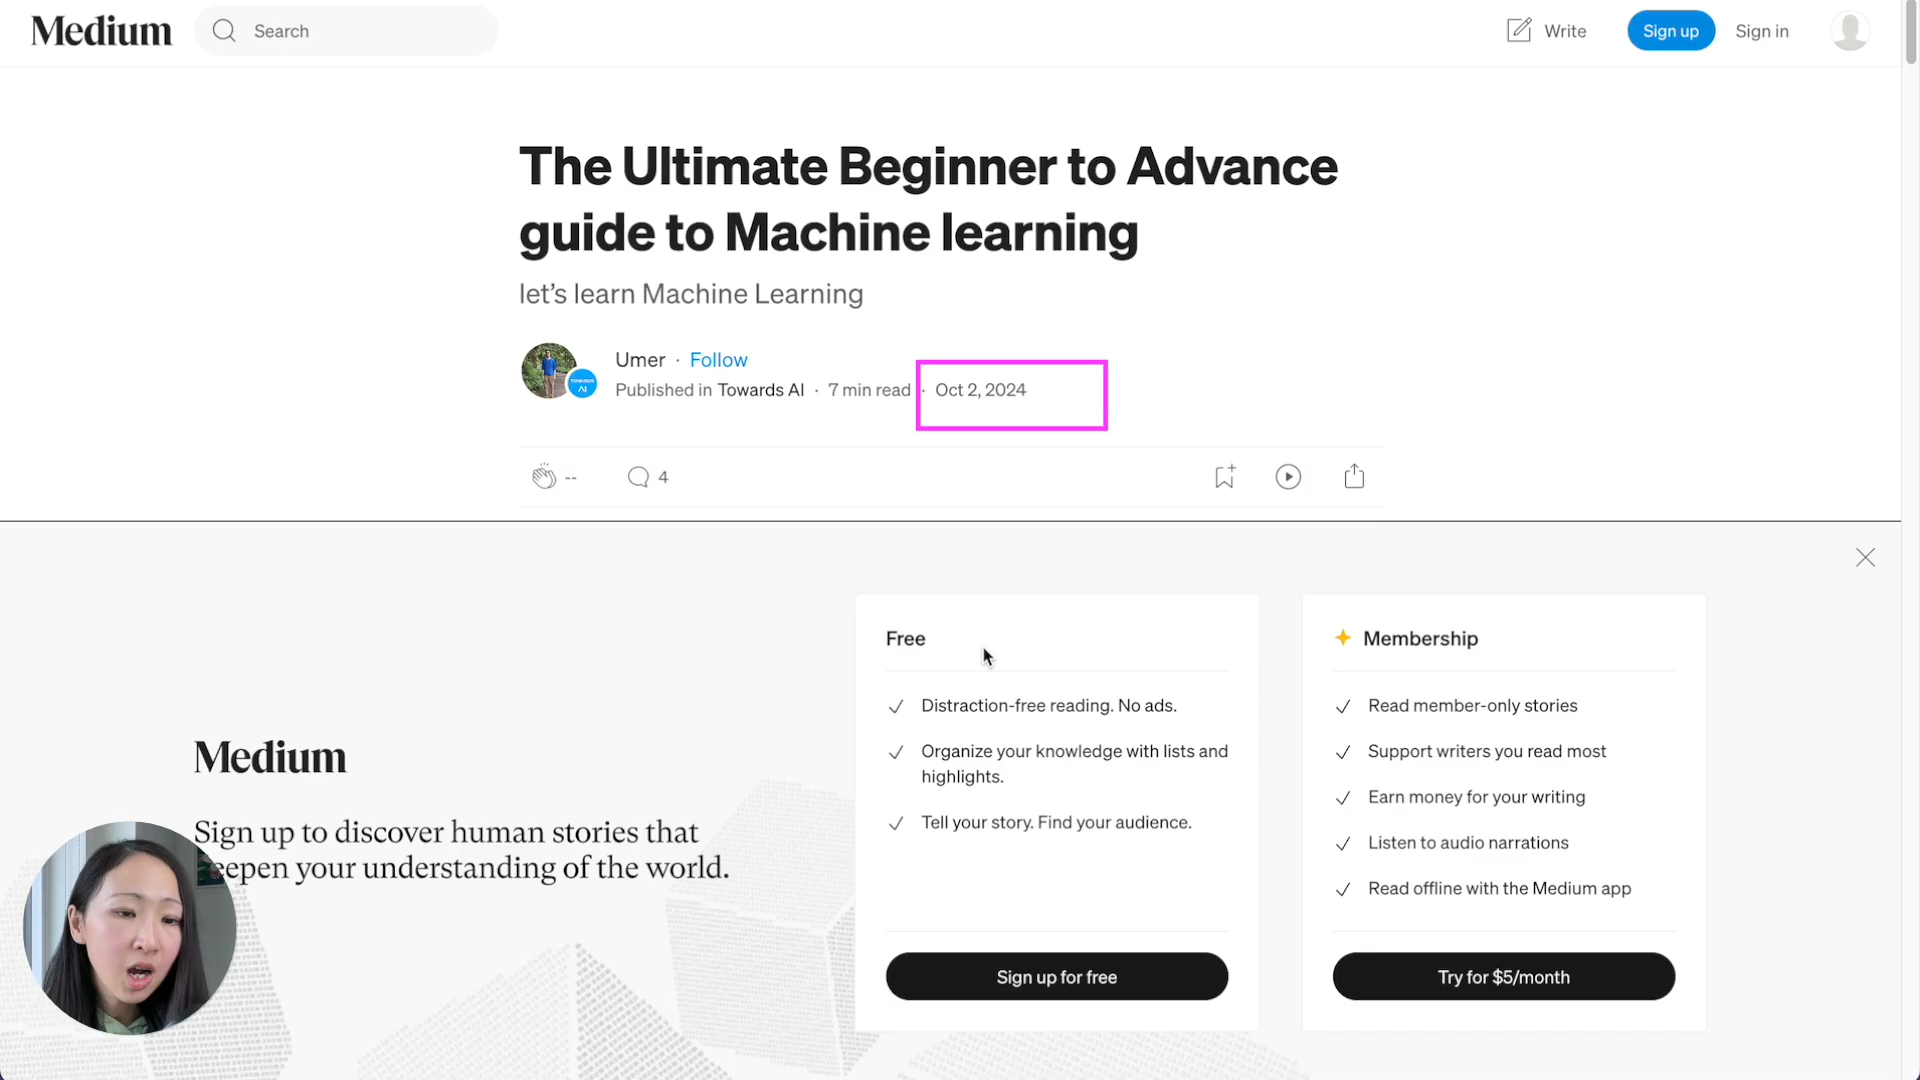 Medium
Search
Write
Sign up
Sign in
The Ultimate Beginner to Advance
guide to Machine learning
let's learn Machine Learning
Umer · Follow
TOWARDS
AI
Published in Towards AI · 7 min read · Oct 2, 2024
--
4
Medium
Sign up to discover human stories that
eepen your understanding of the world.
Free
Distraction-free reading. No ads.
Organize your knowledge with lists and
highlights.
Tell your story. Find your audience.
Sign up for free
Membership
Read member-only stories
Support writers you read most
Earn money for your writing
Listen to audio narrations
Read offline with the Medium app
Try for $5/month